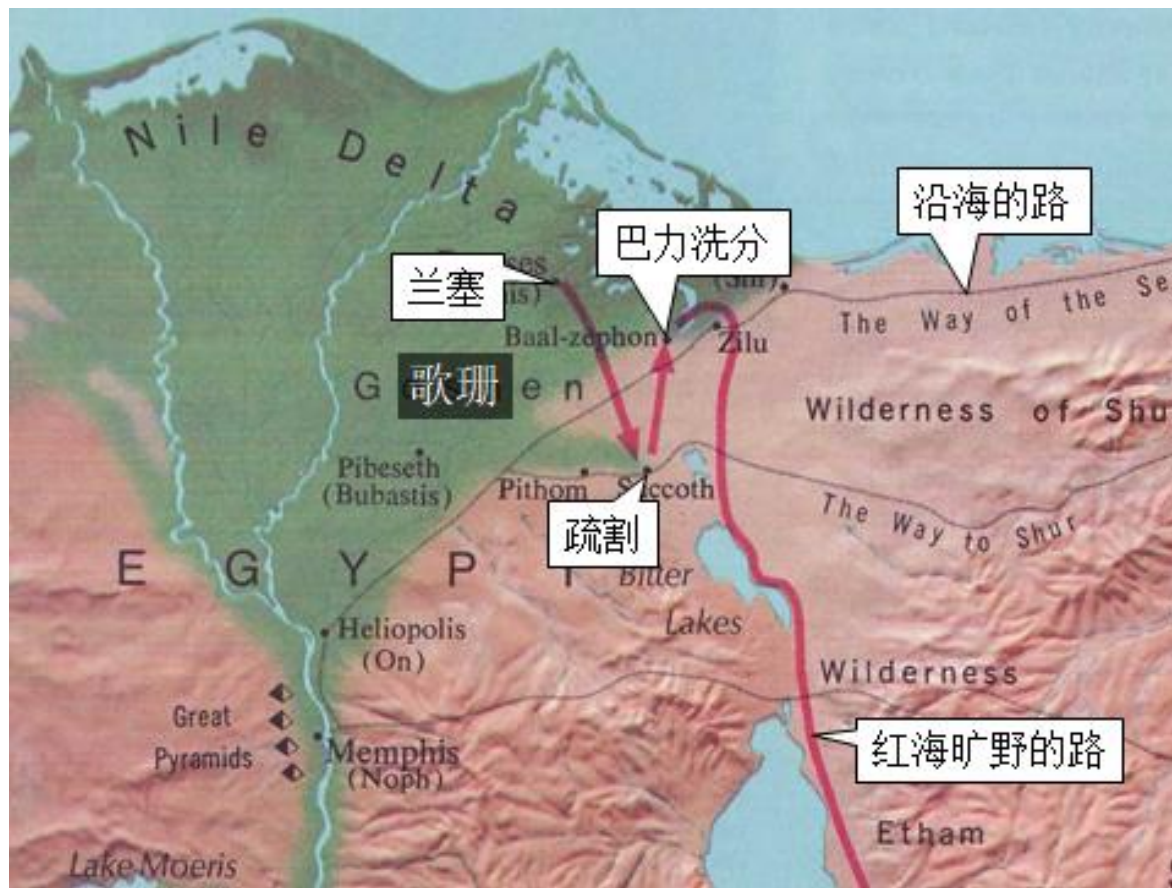 Nile Delta
沿海的路
巴力洗分
兰塞
The Way of the Se
Baal-zephon
Zilu
歌珊
Wilderness of Shu
Pibeseth
(Bubastis)
Pithom
Succoth
疏割
The Way to Shur
EGYPT
Bitter
Lakes
Heliopolis
(On)
Wilderness
Great
Pyramids
Memphis
(Noph)
红海旷野的路
Etham
Lake Moeris